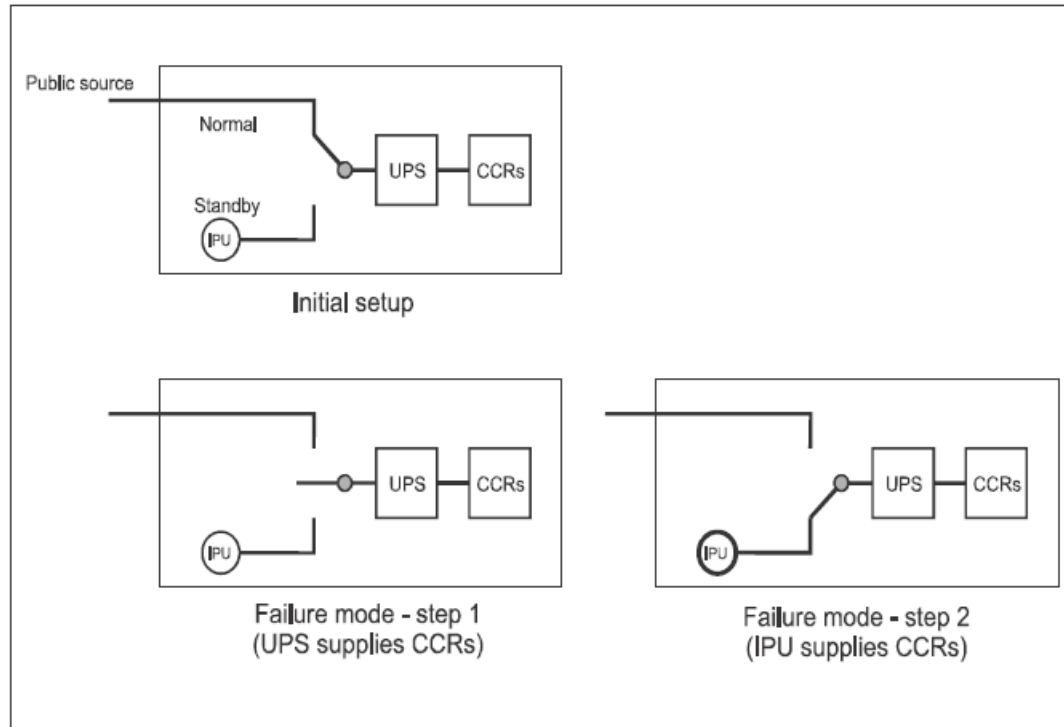 Public source
Normal
UPS
CCRs
Standby
IPU
Initial setup
UPS
CCRs
IPU
Failure mode - step 1
(UPS supplies CCRs)
UPS
CCRs
IPU
Failure mode - step 2
(IPU supplies CCRs)